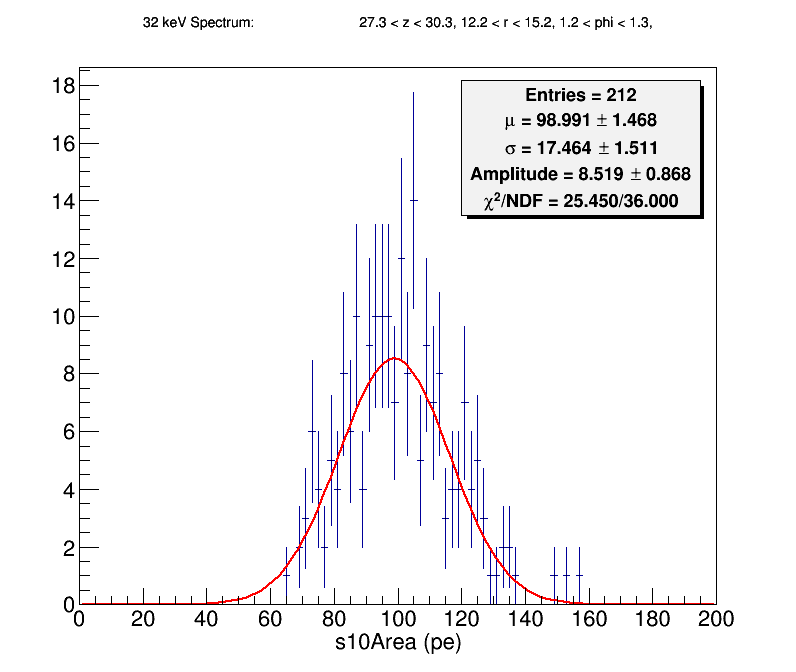 32 keV Spectrum: 27.3 < z < 30.3, 12.2 < r < 15.2, 1.2 < phi < 1.3,
Entries = 212
μ = 98.991 ± 1.468
σ = 17.464 ± 1.511
Amplitude = 8.519 ± 0.868
χ²/NDF = 25.450/36.000
18
16
14
12
10
8
6
4
2
0
0 20 40 60 80 100 120 140 160 180 200
s10Area (pe)